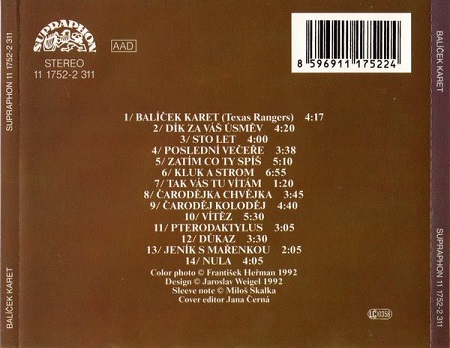 SUPRAPHON
STEREO
11 1752-2 311
AAD
8 596911 175224
1/ BALÍČEK KARET (Texas Rangers) 4:17
2/ DÍK ZA VÁŠ ÚSMĚV 4:20
3/ STO LET 4:00
4/ POSLEDNÍ VEČEŘE 3:38
5/ ZATÍM CO TY SPÍŠ 5:10
6/ KLUK A STROM 6:55
7/ TAK VÁS TU VÍTÁM 1:20
8/ ČARODĚJKA CHVĚJKA 3:45
9/ ČARODĚJ KOLODĚJ 4:40
10/ VÍTĚZ 5:30
11/ PTERODAKTYLUS 3:05
12/ DŮKAZ 3:30
13/ JENÍK S MAŘENKOU 2:05
14/ NULA 4:05
Color photo © František Heřman 1992
Design © Jaroslav Weigel 1992
Sleeve note © Miloš Skalka
Cover editor Jana Černá
LC 0358
SUPRAPHON 11 1752-2 311
BALÍČEK KARET
BALÍČEK KARET
SUPRAPHON 11 1752-2 311